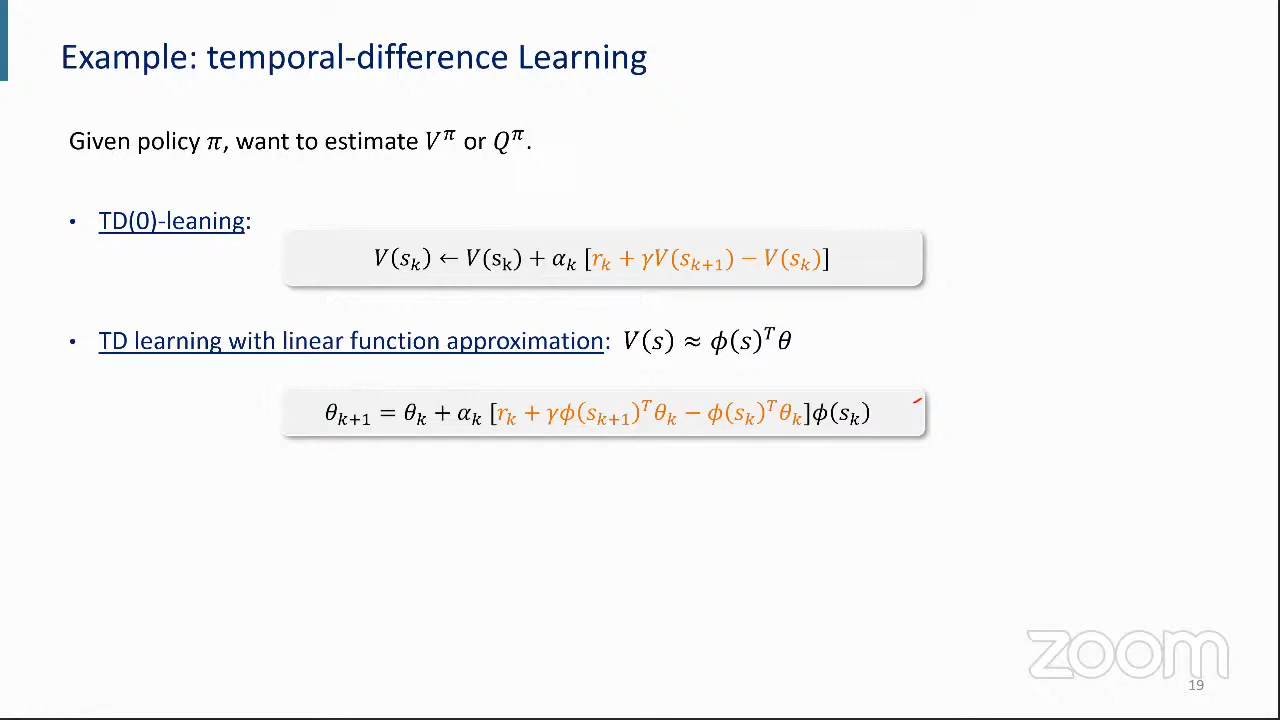 Example: temporal-difference Learning
Given policy π, want to estimate V^π or Q^π.
• TD(0)-leaning:
V(s_k) ← V(s_k) + α_k [r_k + γV(s_{k+1}) − V(s_k)]
• TD learning with linear function approximation: V(s) ≈ ϕ(s)^T θ
θ_{k+1} = θ_k + α_k [r_k + γϕ(s_{k+1})^T θ_k − ϕ(s_k)^T θ_k]ϕ(s_k)
zoom
19